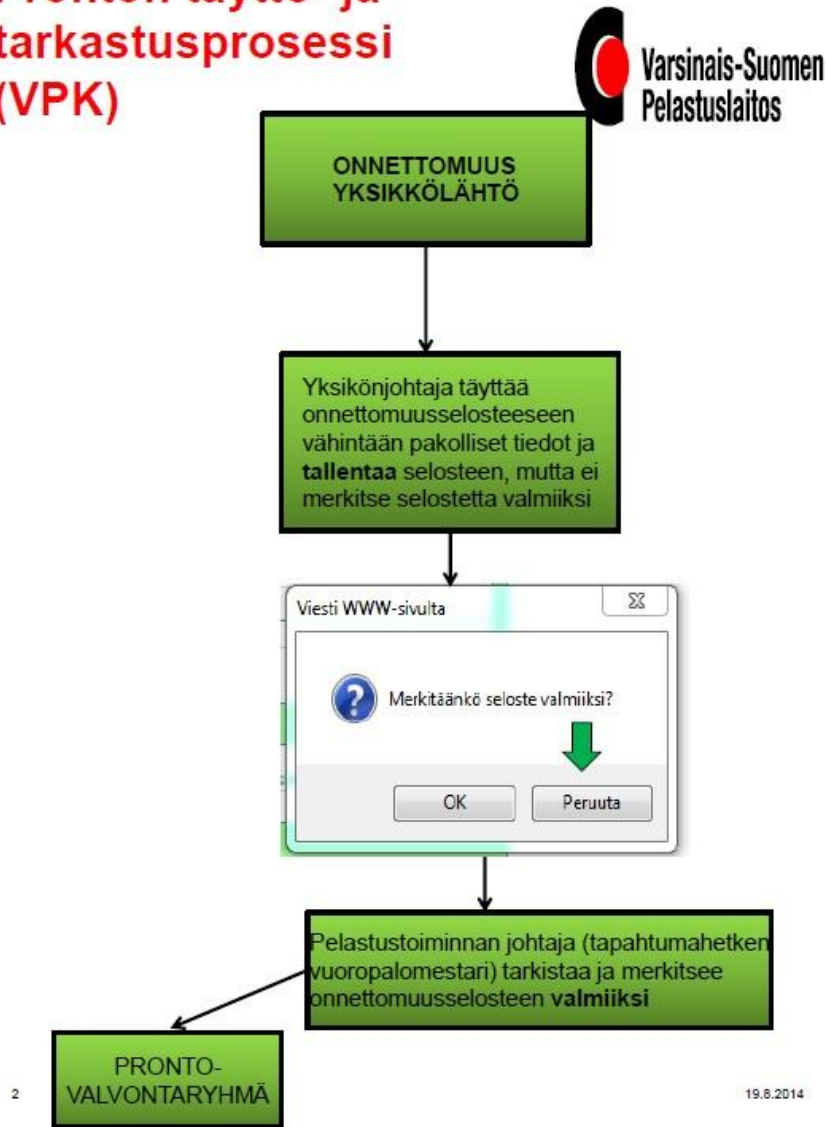 tarkastusprosessi
(VPK)
Varsinais-Suomen
Pelastuslaitos
ONNETTOMUUS
YKSIKKÖLÄHTÖ
Yksikönjohtaja täyttää
onnettomuusselosteeseen
vähintään pakolliset tiedot ja
tallentaa selosteen, mutta ei
merkitse selostetta valmiiksi
Viesti WWW-sivulta
Merkitäänkö seloste valmiiksi?
OK
Peruuta
Pelastustoiminnan johtaja (tapahtumahetken
vuoropalomestari) tarkistaa ja merkitsee
onnettomuusselosteen valmiiksi
PRONTO-
VALVONTARYHMÄ
2
19.8.2014